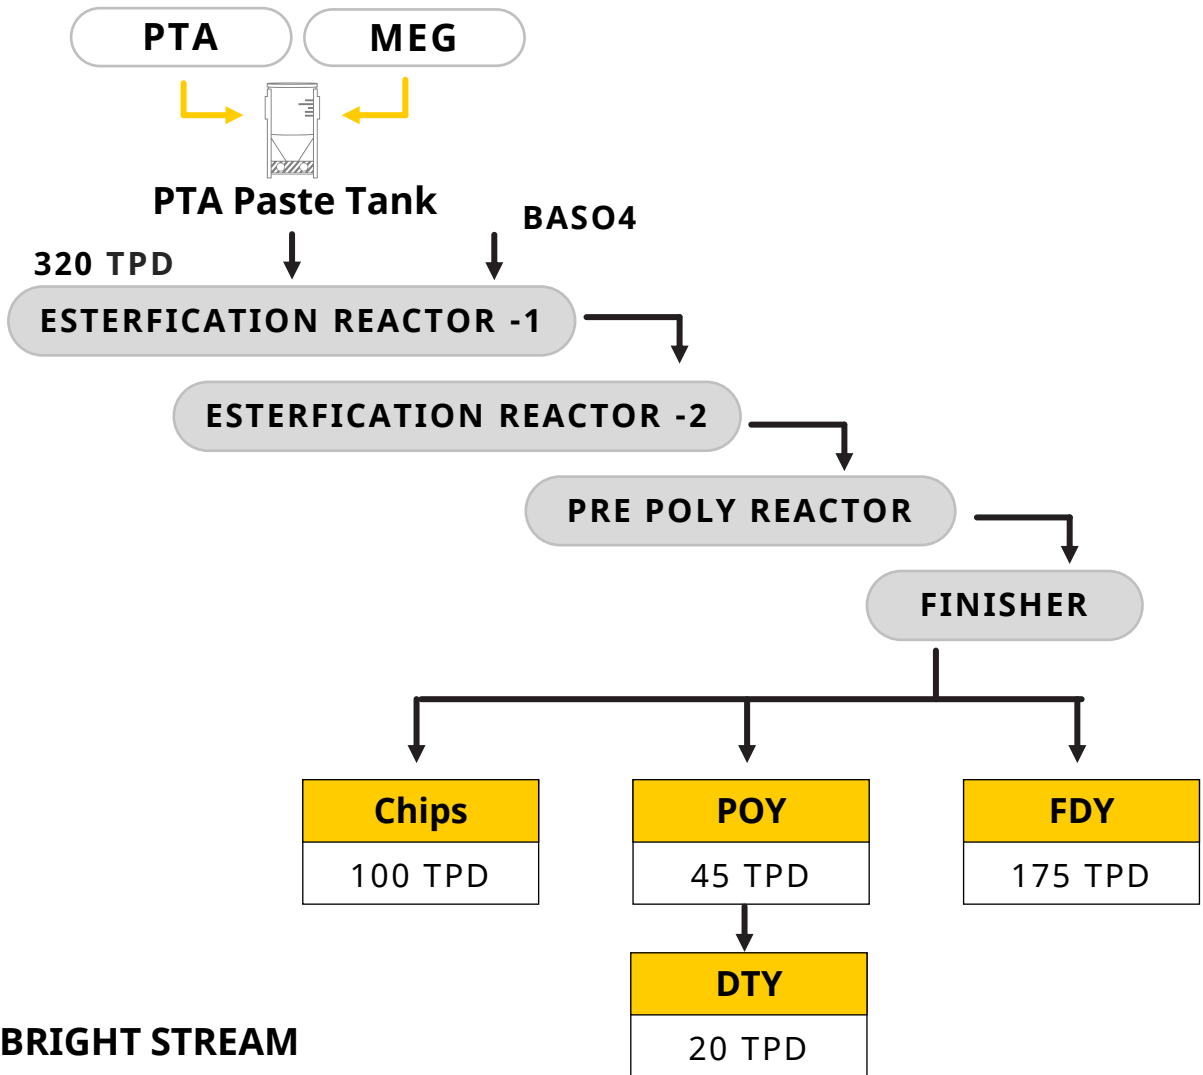 PTA
MEG
PTA Paste Tank
BASO4
320 TPD
ESTERFICATION REACTOR -1
ESTERFICATION REACTOR -2
PRE POLY REACTOR
FINISHER
Chips
POY
FDY
100 TPD
45 TPD
175 TPD
DTY
20 TPD
BRIGHT STREAM